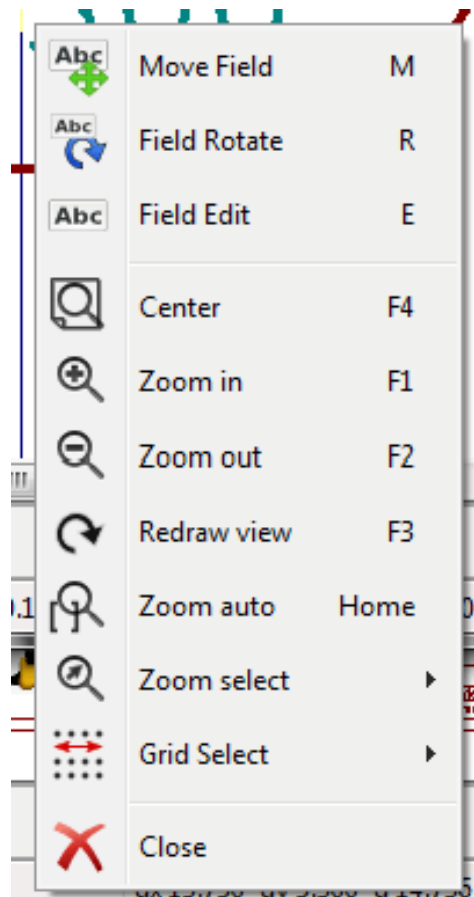 Abc Move Field M
Abc Field Rotate R
Abc Field Edit E
Center F4
Zoom in F1
Zoom out F2
Redraw view F3
Zoom auto Home
Zoom select
Grid Select
Close